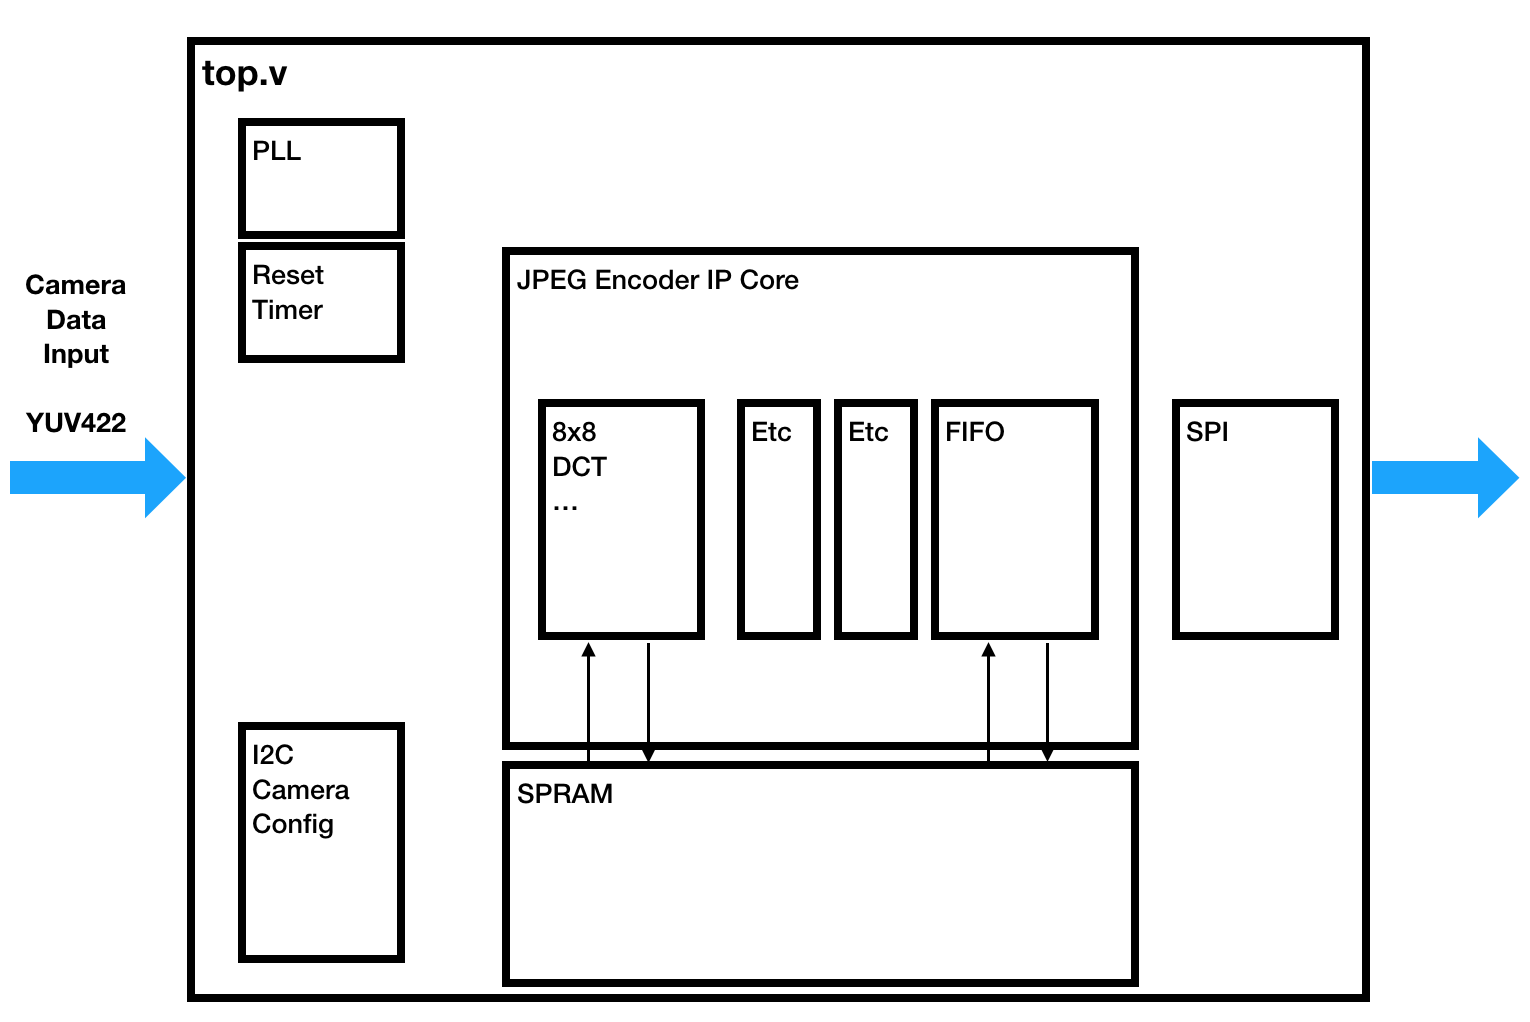 top.v
PLL
Reset
Timer
Camera
Data
Input
YUV422
JPEG Encoder IP Core
8x8
DCT
...
Etc
Etc
FIFO
SPI
I2C
Camera
Config
SPRAM